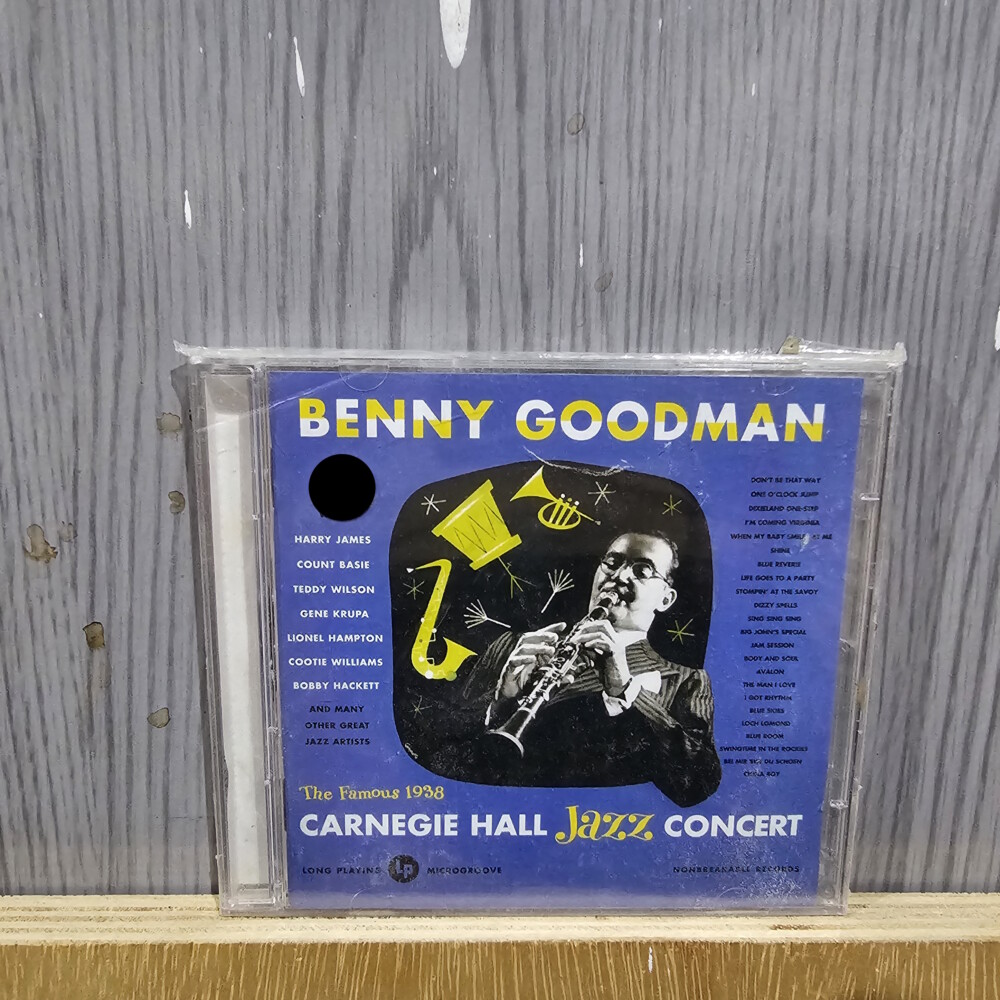 BENNY GOODMAN
HARRY JAMES
COUNT BASIE
TEDDY WILSON
GENE KRUPA
LIONEL HAMPTON
COOTIE WILLIAMS
BOBBY HACKETT
AND MANY
OTHER GREAT
JAZZ ARTISTS
DON'T BE THAT WAY
ONE O'CLOCK JUMP
DIXIELAND ONE-STEP
I'M COMING VIRGINIA
WHEN MY BABY SMILES AT ME
SHINE
BLUE REVERIE
LIFE GOES TO A PARTY
STOMPIN' AT THE SAVOY
DIZZY SPELLS
SING SING SING
BIG JOHN'S SPECIAL
JAM SESSION
BODY AND SOUL
AVALON
THE MAN I LOVE
I GOT RHYTHM
BLUE SKIES
LOCH LOMOND
BLUE ROOM
SWINGTIME IN THE ROCKIES
BEI MIR BIST DU SCHOEN
CHINA BOY
The Famous 1938
CARNEGIE HALL Jazz CONCERT
LONG PLAYING LP MICROGROOVE
NONBREAKABLE RECORDS